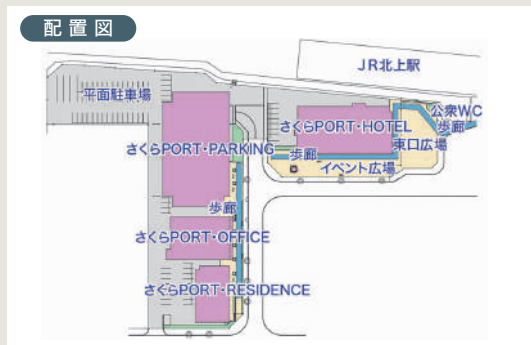 配置図
JR北上駅
平面駐車場
公衆WC
さくらPORT・HOTEL
歩廊
東口広場
さくらPORT・PARKING
歩廊
イベント広場
歩廊
さくらPORT・OFFICE
さくらPORT・RESIDENCE